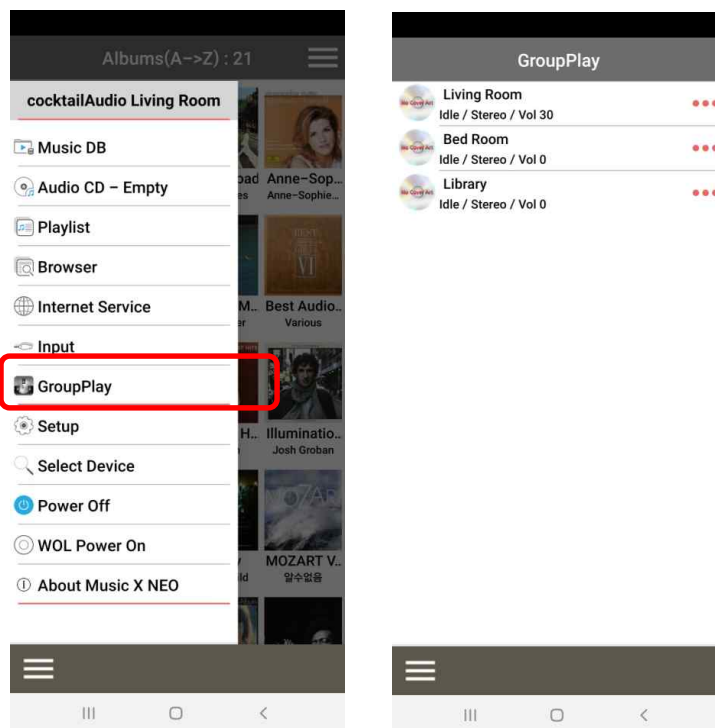 Albums(A->Z) : 21
cocktailAudio Living Room
Music DB
Audio CD – Empty
Playlist
Browser
Internet Service
Input
GroupPlay
Setup
Select Device
Power Off
WOL Power On
About Music X NEO
Anne-Sop...
Anne-Sophie...
BEST
VI
M..
Best Audio..
Various
H..
Illuminatio..
Josh Groban
MOZART V..
알수없음
GroupPlay
Living Room
Idle / Stereo / Vol 30
Bed Room
Idle / Stereo / Vol 0
Library
Idle / Stereo / Vol 0